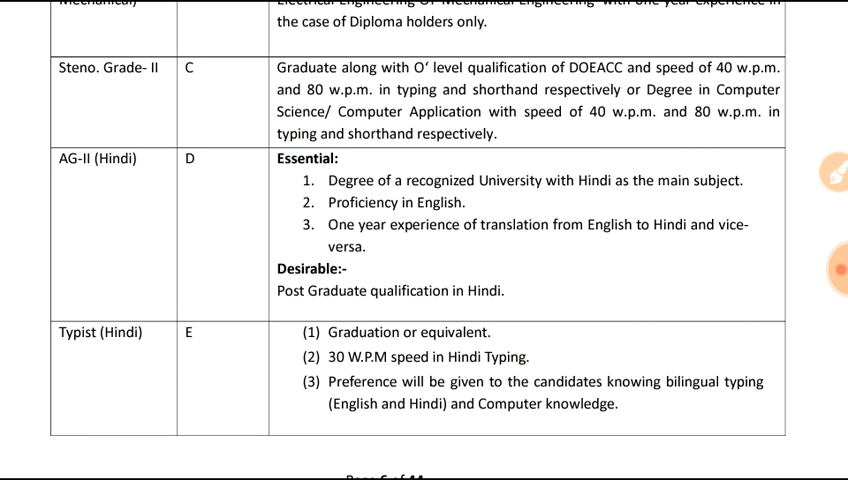 the case of Diploma holders only.
Steno. Grade- II C Graduate along with O‘ level qualification of DOEACC and speed of 40 w.p.m.
and 80 w.p.m. in typing and shorthand respectively or Degree in Computer
Science/ Computer Application with speed of 40 w.p.m. and 80 w.p.m. in
typing and shorthand respectively.
AG-II (Hindi) D Essential:
1. Degree of a recognized University with Hindi as the main subject.
2. Proficiency in English.
3. One year experience of translation from English to Hindi and vice-
versa.
Desirable:-
Post Graduate qualification in Hindi.
Typist (Hindi) E (1) Graduation or equivalent.
(2) 30 W.P.M speed in Hindi Typing.
(3) Preference will be given to the candidates knowing bilingual typing
(English and Hindi) and Computer knowledge.